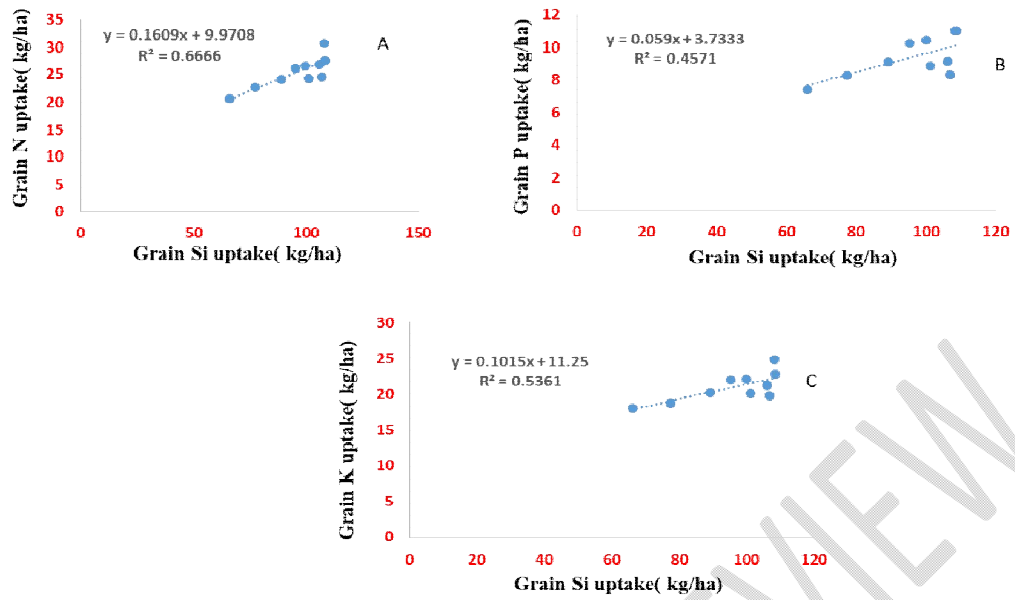 y = 0.1609x + 9.9708
R² = 0.6666
A
Grain N uptake( kg/ha)
35
30
25
20
15
10
5
0
0 50 100 150
Grain Si uptake( kg/ha)
y = 0.059x + 3.7333
R² = 0.4571
B
Grain P uptake( kg/ha)
12
10
8
6
4
2
0
0 20 40 60 80 100 120
Grain Si uptake( kg/ha)
y = 0.1015x + 11.25
R² = 0.5361
C
Grain K uptake( kg/ha)
30
25
20
15
10
5
0
0 20 40 60 80 100 120
Grain Si uptake( kg/ha)
VIEW